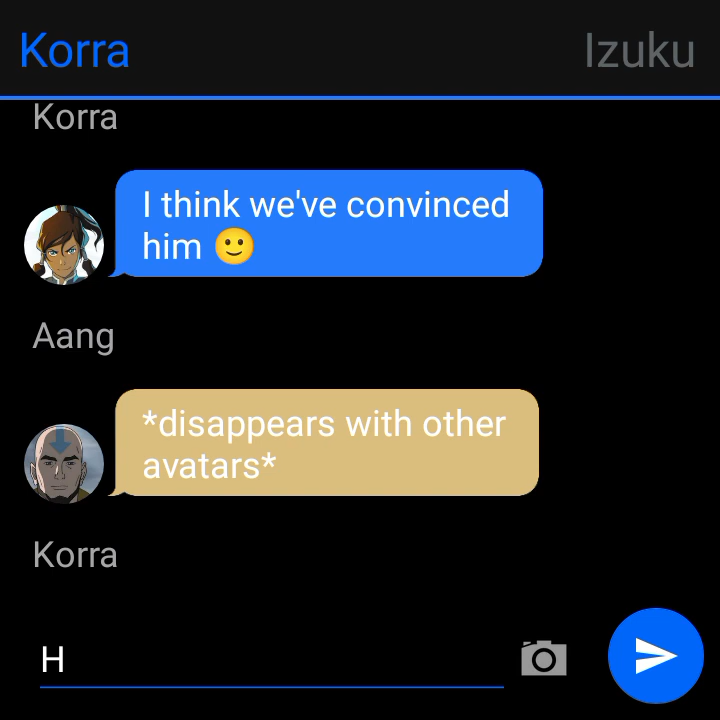 Korra Izuku
Korra
I think we've convinced
him 🙂
Aang
*disappears with other
avatars*
Korra
H